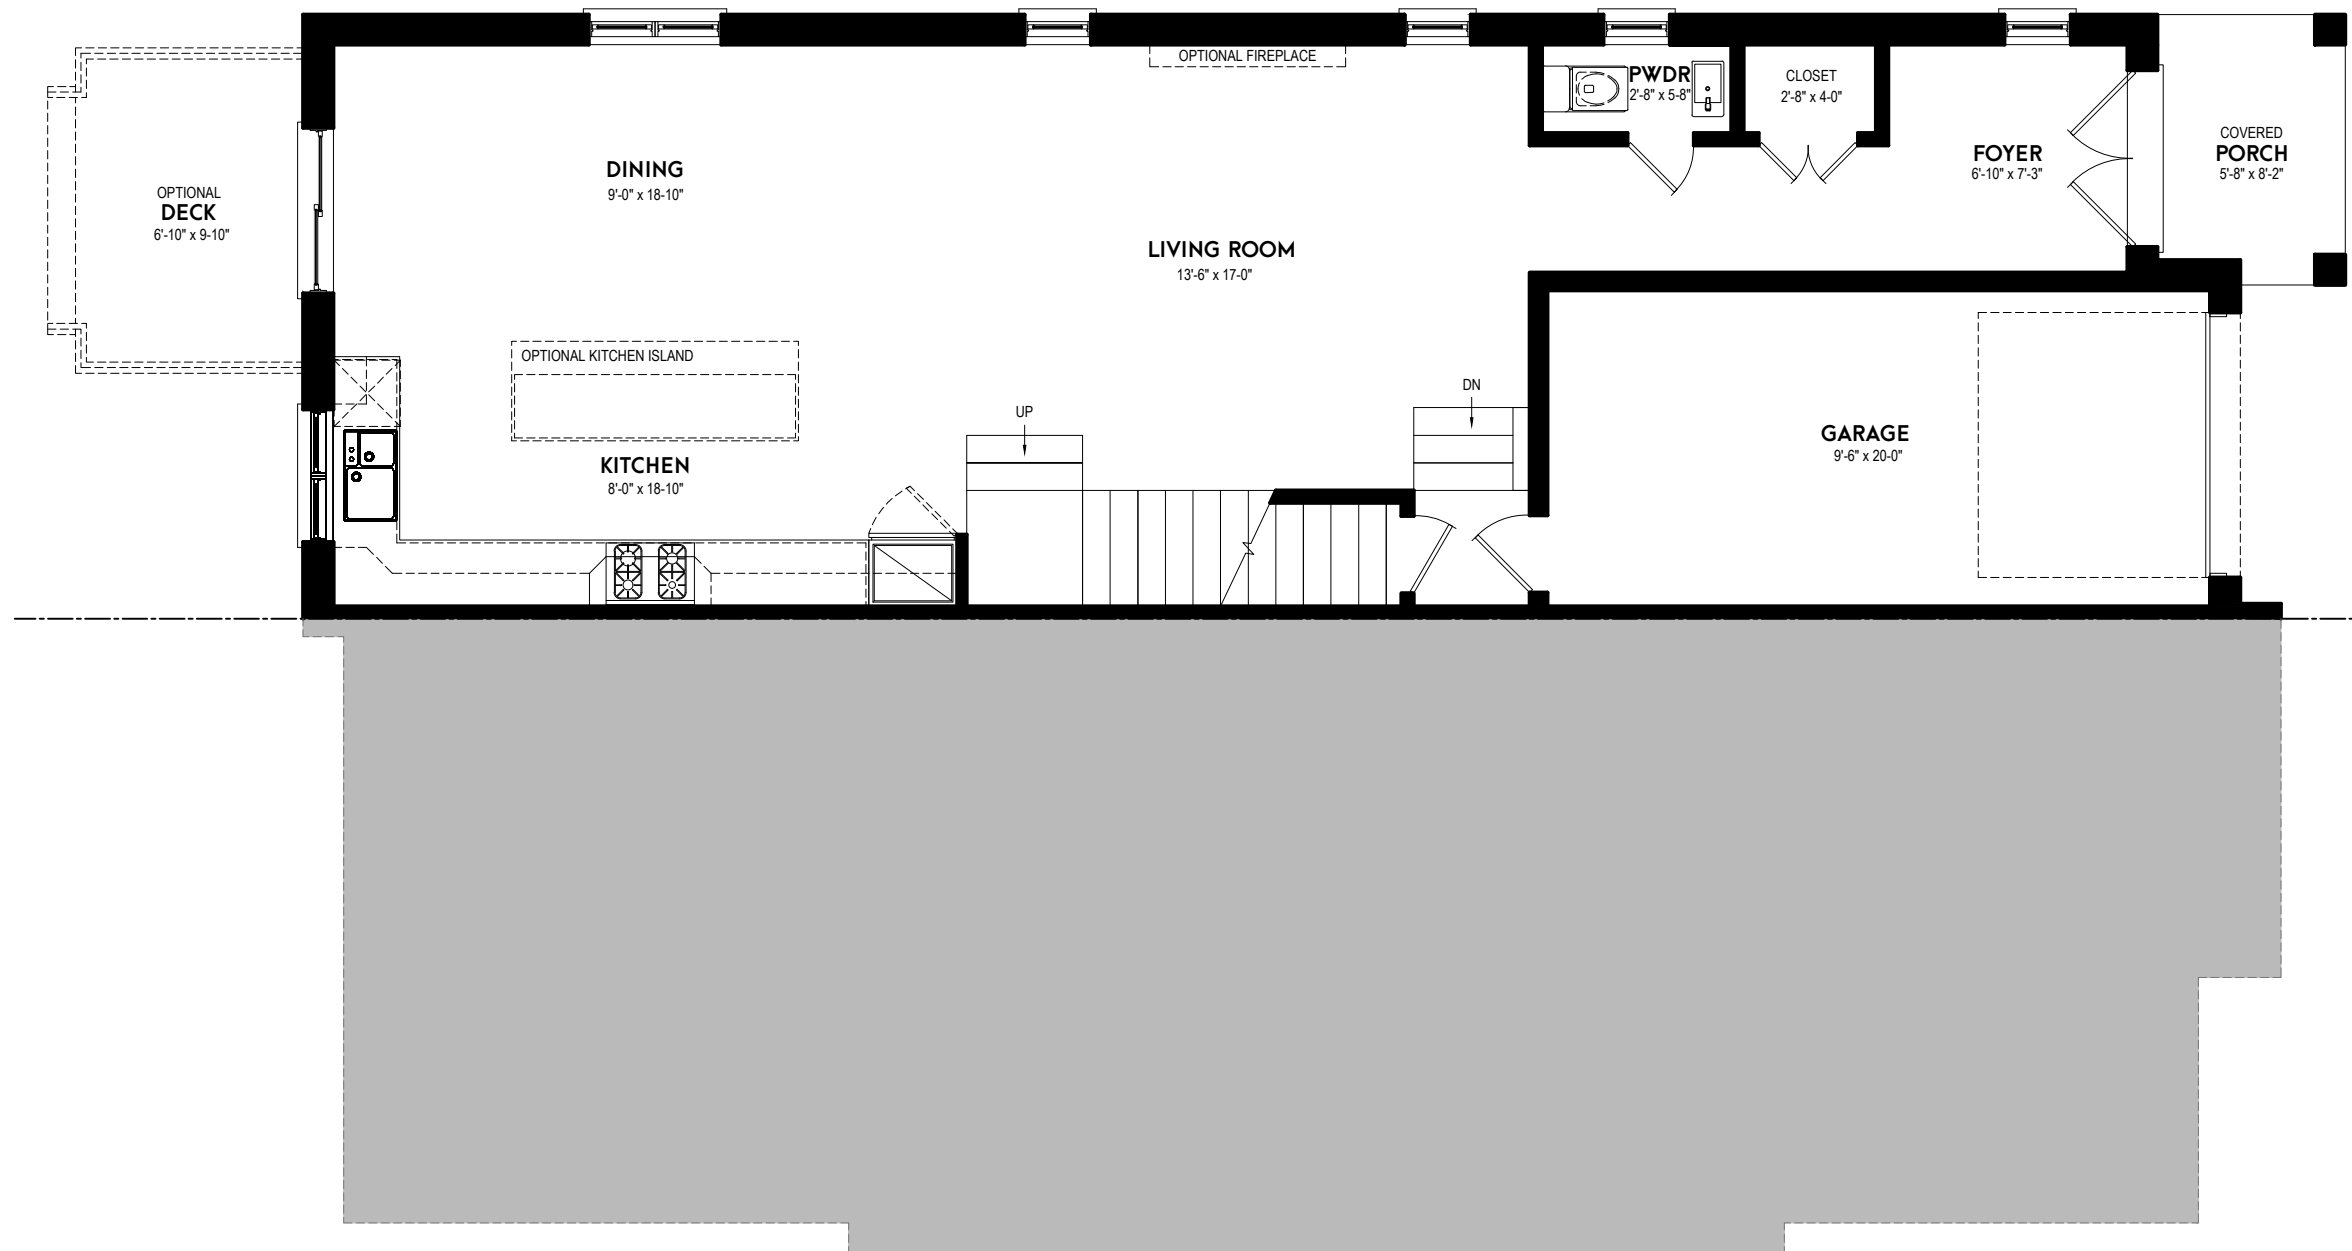 OPTIONAL FIREPLACE
PWDR
2'-8" x 5-8"
CLOSET
2'-8" x 4-0"
COVERED
PORCH
5'-8" x 8'-2"
FOYER
6'-10" x 7'-3"
DINING
9'-0" x 18-10"
OPTIONAL
DECK
6'-10" x 9-10"
LIVING ROOM
13'-6" x 17-0"
OPTIONAL KITCHEN ISLAND
UP
DN
GARAGE
9'-6" x 20-0"
KITCHEN
8'-0" x 18-10"